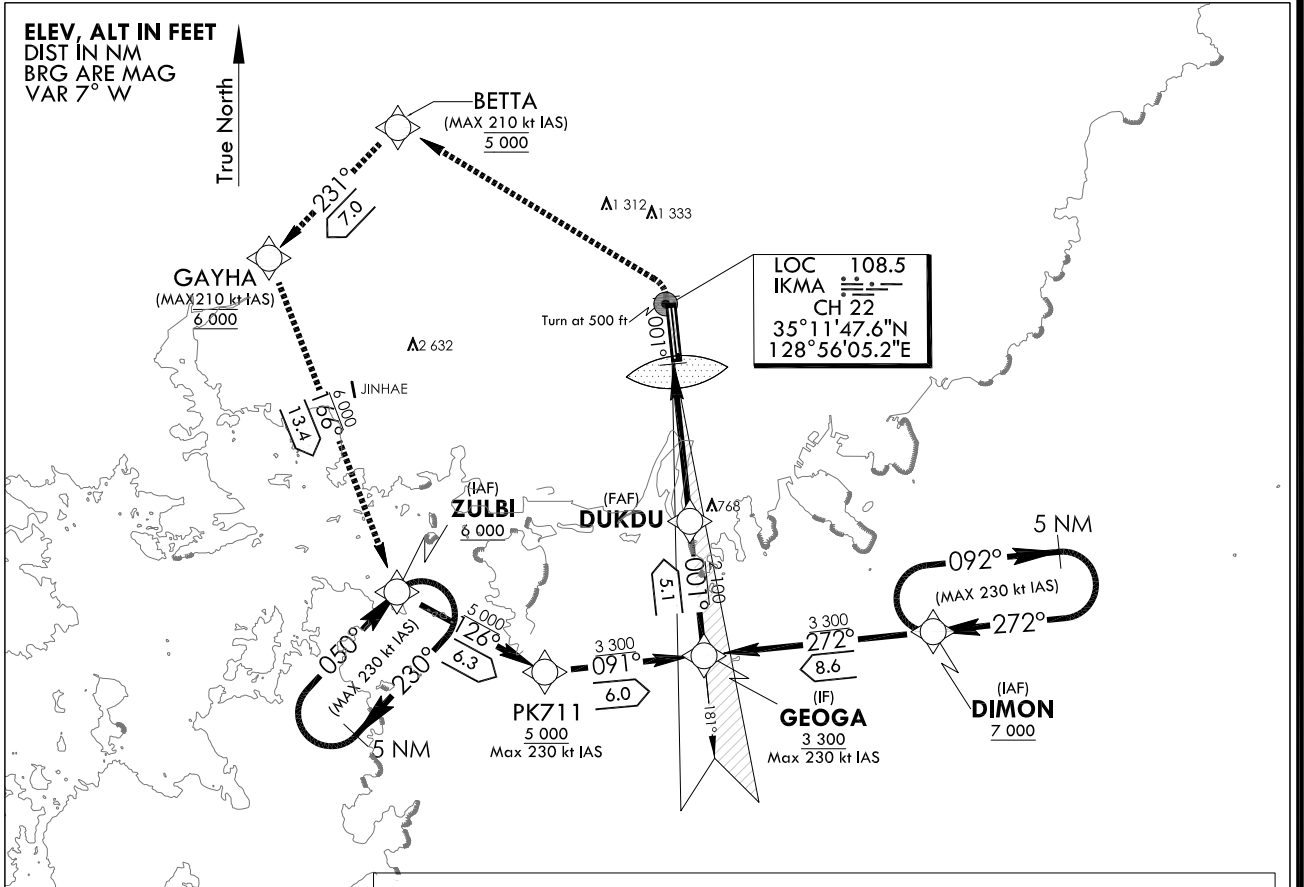 ELEV, ALT IN FEET
DIST IN NM
BRG ARE MAG
VAR 7° W
True North
BETTA
(MAX 210 kt IAS)
5 000
231°
7.0
1 312
1 333
GAYHA
(MAX210 kt IAS)
6 000
Turn at 500 ft
001°
LOC 108.5
IKMA
CH 22
35°11'47.6"N
128°56'05.2"E
2 632
JINHAE
6 000
166°
13.4
(IAF)
ZULBI
6 000
(FAF)
DUKDU
768
5 NM
092°
(MAX 230 kt IAS)
272°
2 100
001°
5.1
5 000
126°
6.3
050°
(MAX 230 kt IAS)
230°
5 NM
3 300
091°
6.0
3 300
272°
8.6
PK711
5 000
Max 230 kt IAS
181°
(IF)
GEOGA
3 300
Max 230 kt IAS
(IAF)
DIMON
7 000